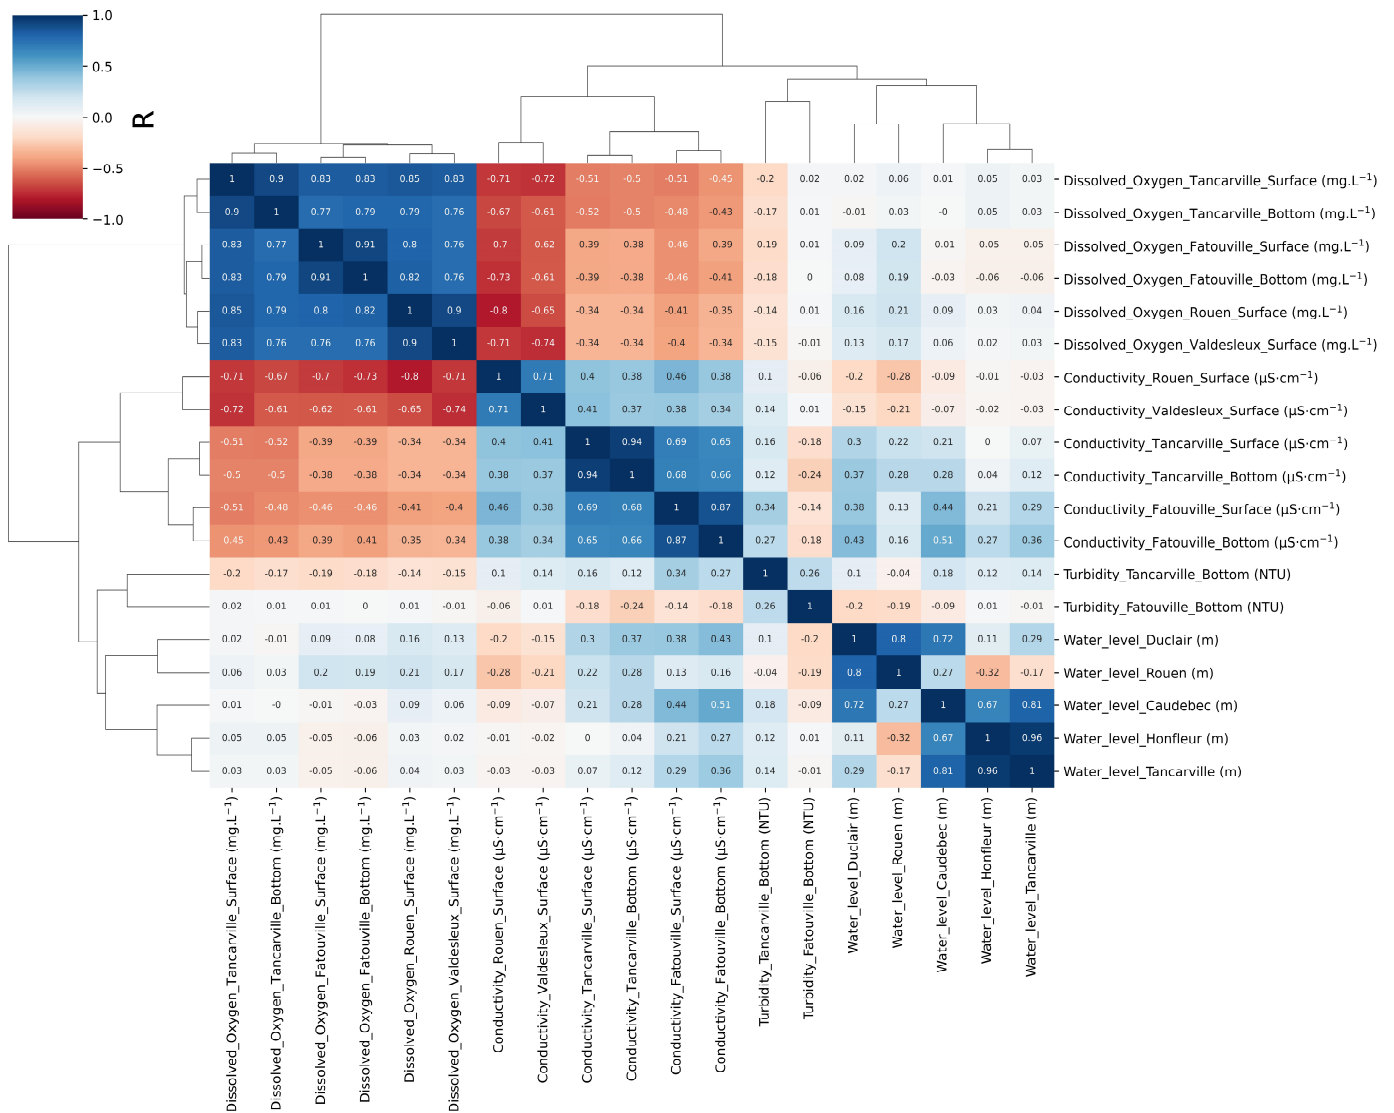 1.0
0.5
0.0
−0.5
−1.0
R
1 0.9 0.83 0.83 0.85 0.83 -0.71 -0.72 -0.51 -0.5 -0.51 -0.45 -0.2 0.02 0.02 0.06 0.01 0.05 0.03 Dissolved_Oxygen_Tancarville_Surface (mg.L⁻¹)
0.9 1 0.77 0.79 0.79 0.76 -0.67 -0.61 -0.52 -0.5 -0.48 -0.43 -0.17 0.01 -0.01 0.03 -0 0.05 0.03 Dissolved_Oxygen_Tancarville_Bottom (mg.L⁻¹)
0.83 0.77 1 0.91 0.8 0.76 0.7 0.62 0.39 0.38 0.46 0.39 0.19 0.01 0.09 0.2 0.01 0.05 0.05 Dissolved_Oxygen_Fatouville_Surface (mg.L⁻¹)
0.83 0.79 0.91 1 0.82 0.76 -0.73 -0.61 -0.39 -0.38 -0.46 -0.41 -0.18 0 0.08 0.19 -0.03 -0.06 -0.06 Dissolved_Oxygen_Fatouville_Bottom (mg.L⁻¹)
0.85 0.79 0.8 0.82 1 0.9 -0.8 -0.65 -0.34 -0.34 -0.41 -0.35 -0.14 0.01 0.16 0.21 0.09 0.03 0.04 Dissolved_Oxygen_Rouen_Surface (mg.L⁻¹)
0.83 0.76 0.76 0.76 0.9 1 -0.71 -0.74 -0.34 -0.34 -0.4 -0.34 -0.15 -0.01 0.13 0.17 0.06 0.02 0.03 Dissolved_Oxygen_Valdesleux_Surface (mg.L⁻¹)
-0.71 -0.67 -0.7 -0.73 -0.8 -0.71 1 0.71 0.4 0.38 0.46 0.38 0.1 -0.06 -0.2 -0.28 -0.09 -0.01 -0.03 Conductivity_Rouen_Surface (µS·cm⁻¹)
-0.72 -0.61 -0.62 -0.61 -0.65 -0.74 0.71 1 0.41 0.37 0.38 0.34 0.14 0.01 -0.15 -0.21 -0.07 -0.02 -0.03 Conductivity_Valdesleux_Surface (µS·cm⁻¹)
-0.51 -0.52 -0.39 -0.39 -0.34 -0.34 0.4 0.41 1 0.94 0.69 0.65 0.16 -0.18 0.3 0.22 0.21 0 0.07 Conductivity_Tancarville_Surface (µS·cm⁻¹)
-0.5 -0.5 -0.38 -0.38 -0.34 -0.34 0.38 0.37 0.94 1 0.68 0.66 0.12 -0.24 0.37 0.28 0.28 0.04 0.12 Conductivity_Tancarville_Bottom (µS·cm⁻¹)
-0.51 -0.48 -0.46 -0.46 -0.41 -0.4 0.46 0.38 0.69 0.68 1 0.87 0.34 -0.14 0.38 0.13 0.44 0.21 0.29 Conductivity_Fatouville_Surface (µS·cm⁻¹)
0.45 0.43 0.39 0.41 0.35 0.34 0.38 0.34 0.65 0.66 0.87 1 0.27 0.18 0.43 0.16 0.51 0.27 0.36 Conductivity_Fatouville_Bottom (µS·cm⁻¹)
-0.2 -0.17 -0.19 -0.18 -0.14 -0.15 0.1 0.14 0.16 0.12 0.34 0.27 1 0.26 0.1 -0.04 0.18 0.12 0.14 Turbidity_Tancarville_Bottom (NTU)
0.02 0.01 0.01 0 0.01 -0.01 -0.06 0.01 -0.18 -0.24 -0.14 -0.18 0.26 1 -0.2 -0.19 -0.09 0.01 -0.01 Turbidity_Fatouville_Bottom (NTU)
0.02 -0.01 0.09 0.08 0.16 0.13 -0.2 -0.15 0.3 0.37 0.38 0.43 0.1 -0.2 1 0.8 0.72 0.11 0.29 Water_level_Duclair (m)
0.06 0.03 0.2 0.19 0.21 0.17 -0.28 -0.21 0.22 0.28 0.13 0.16 -0.04 -0.19 0.8 1 0.27 -0.32 -0.17 Water_level_Rouen (m)
0.01 -0 -0.01 -0.03 0.09 0.06 -0.09 -0.07 0.21 0.28 0.44 0.51 0.18 -0.09 0.72 0.27 1 0.67 0.81 Water_level_Caudebec (m)
0.05 0.05 -0.05 -0.06 0.03 0.02 -0.01 -0.02 0 0.04 0.21 0.27 0.12 0.01 0.11 -0.32 0.67 1 0.96 Water_level_Honfleur (m)
0.03 0.03 -0.05 -0.06 0.04 0.03 -0.03 -0.03 0.07 0.12 0.29 0.36 0.14 -0.01 0.29 -0.17 0.81 0.96 1 Water_level_Tancarville (m)
Dissolved_Oxygen_Tancarville_Surface (mg.L⁻¹)
Dissolved_Oxygen_Tancarville_Bottom (mg.L⁻¹)
Dissolved_Oxygen_Fatouville_Surface (mg.L⁻¹)
Dissolved_Oxygen_Fatouville_Bottom (mg.L⁻¹)
Dissolved_Oxygen_Rouen_Surface (mg.L⁻¹)
Dissolved_Oxygen_Valdesleux_Surface (mg.L⁻¹)
Conductivity_Rouen_Surface (µS·cm⁻¹)
Conductivity_Valdesleux_Surface (µS·cm⁻¹)
Conductivity_Tancarville_Surface (µS·cm⁻¹)
Conductivity_Tancarville_Bottom (µS·cm⁻¹)
Conductivity_Fatouville_Surface (µS·cm⁻¹)
Conductivity_Fatouville_Bottom (µS·cm⁻¹)
Turbidity_Tancarville_Bottom (NTU)
Turbidity_Fatouville_Bottom (NTU)
Water_level_Duclair (m)
Water_level_Rouen (m)
Water_level_Caudebec (m)
Water_level_Honfleur (m)
Water_level_Tancarville (m)